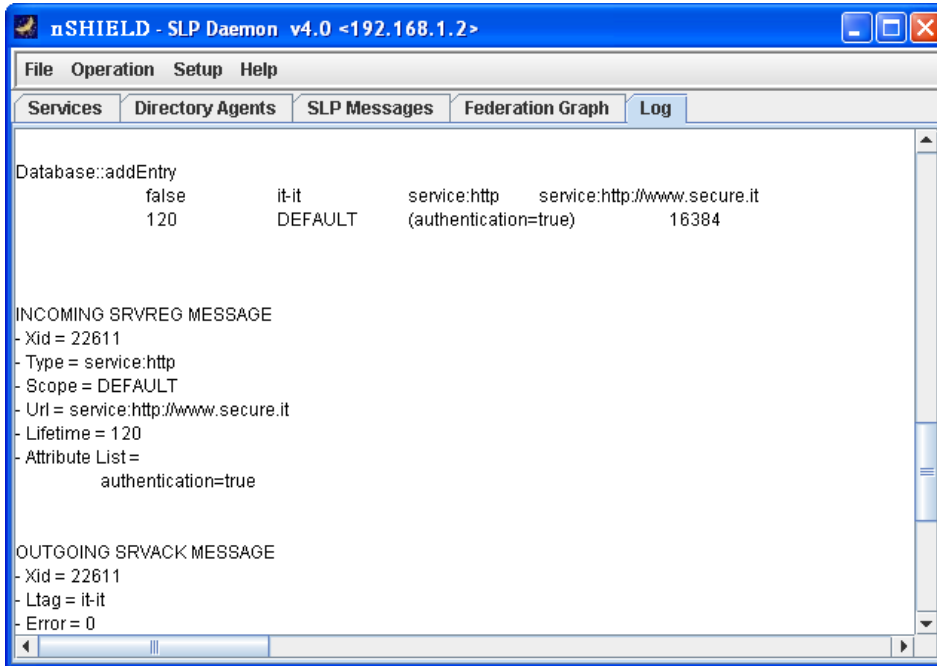 nSHIELD - SLP Daemon v4.0 <192.168.1.2>
File Operation Setup Help
Services Directory Agents SLP Messages Federation Graph Log
Database::addEntry
false it-it service:http service:http://www.secure.it
120 DEFAULT (authentication=true) 16384
INCOMING SRVREG MESSAGE
- Xid = 22611
- Type = service:http
- Scope = DEFAULT
- Url = service:http://www.secure.it
- Lifetime = 120
- Attribute List =
authentication=true
OUTGOING SRVACK MESSAGE
- Xid = 22611
- Ltag = it-it
- Error = 0